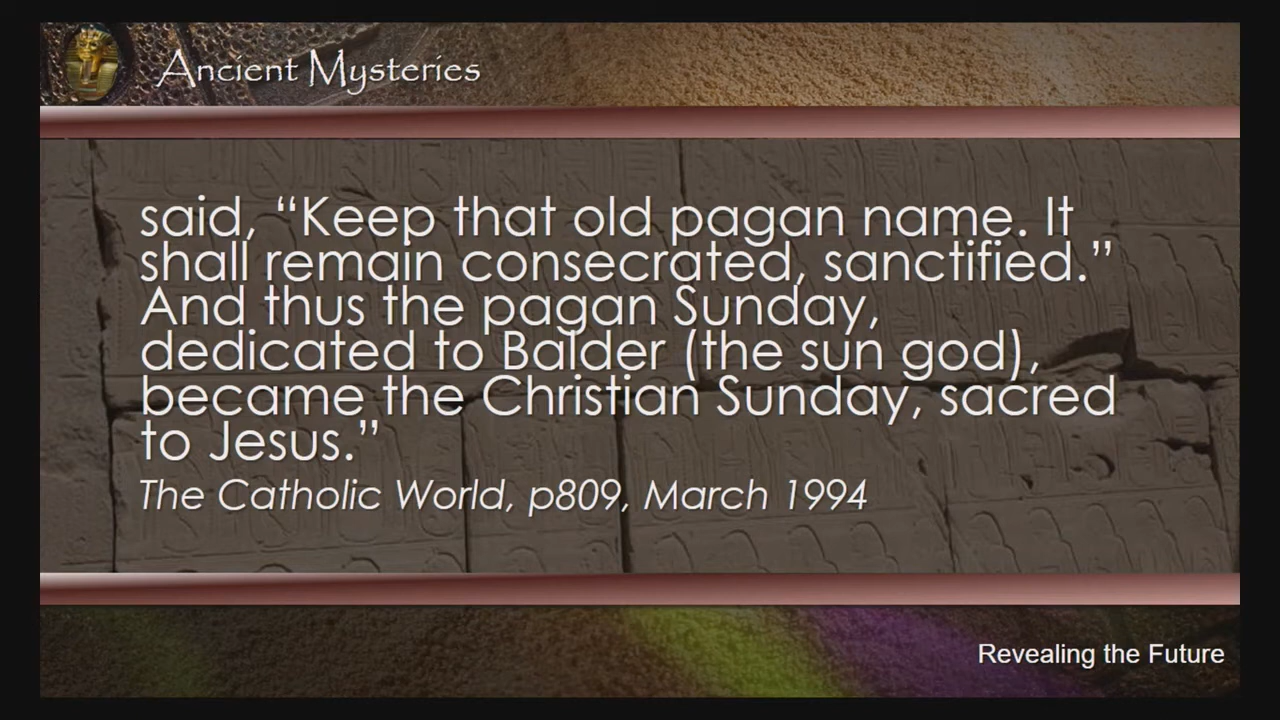 Ancient Mysteries
said, “Keep that old pagan name. It
shall remain consecrated, sanctified.”
And thus the pagan Sunday,
dedicated to Balder (the sun god),
became the Christian Sunday, sacred
to Jesus.”
The Catholic World, p809, March 1994
Revealing the Future